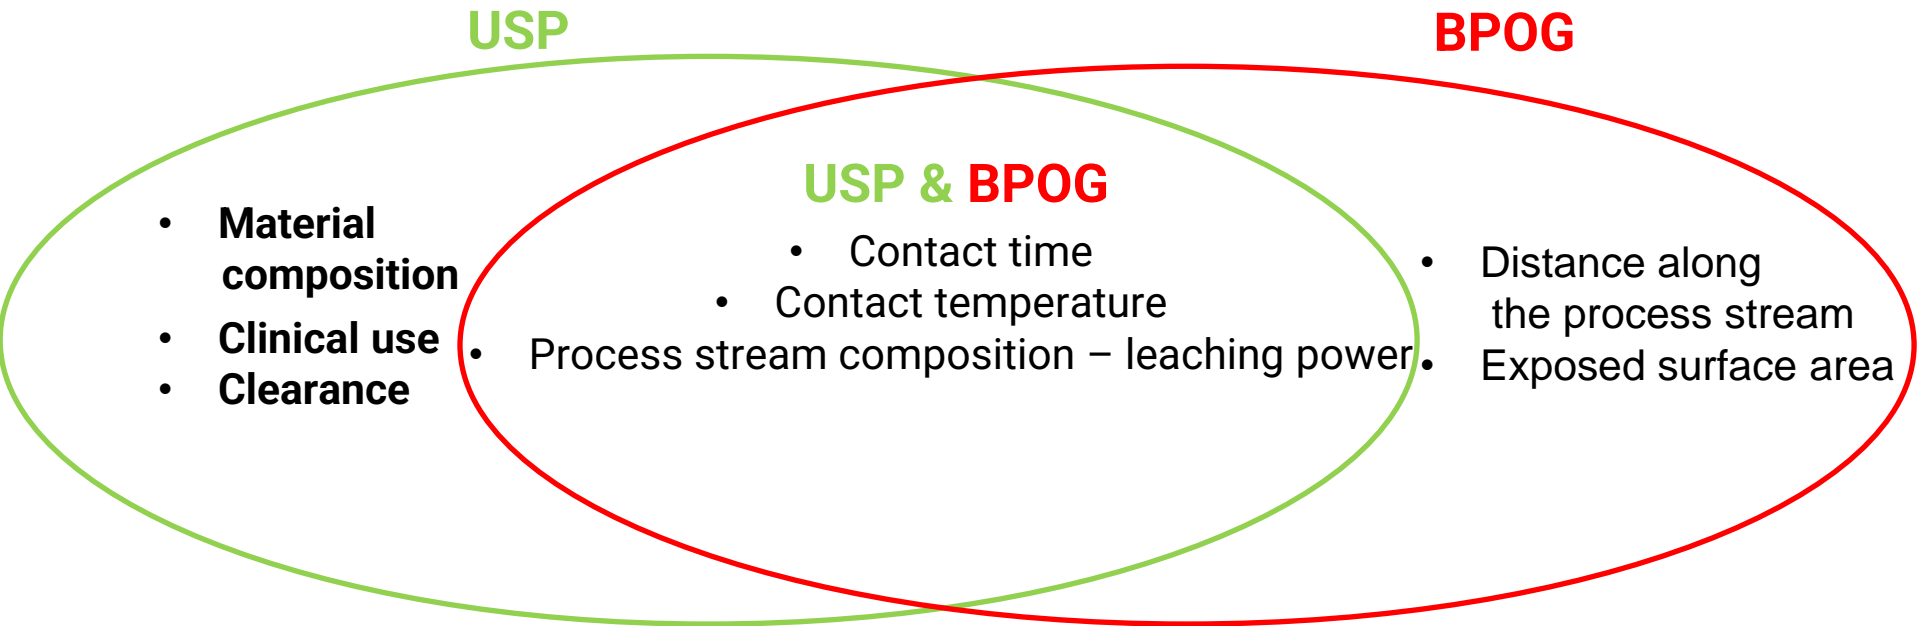 USP
BPOG
USP & BPOG
• Material
composition
• Clinical use
• Clearance
• Contact time
• Contact temperature
• Process stream composition – leaching power
• Distance along
the process stream
• Exposed surface area